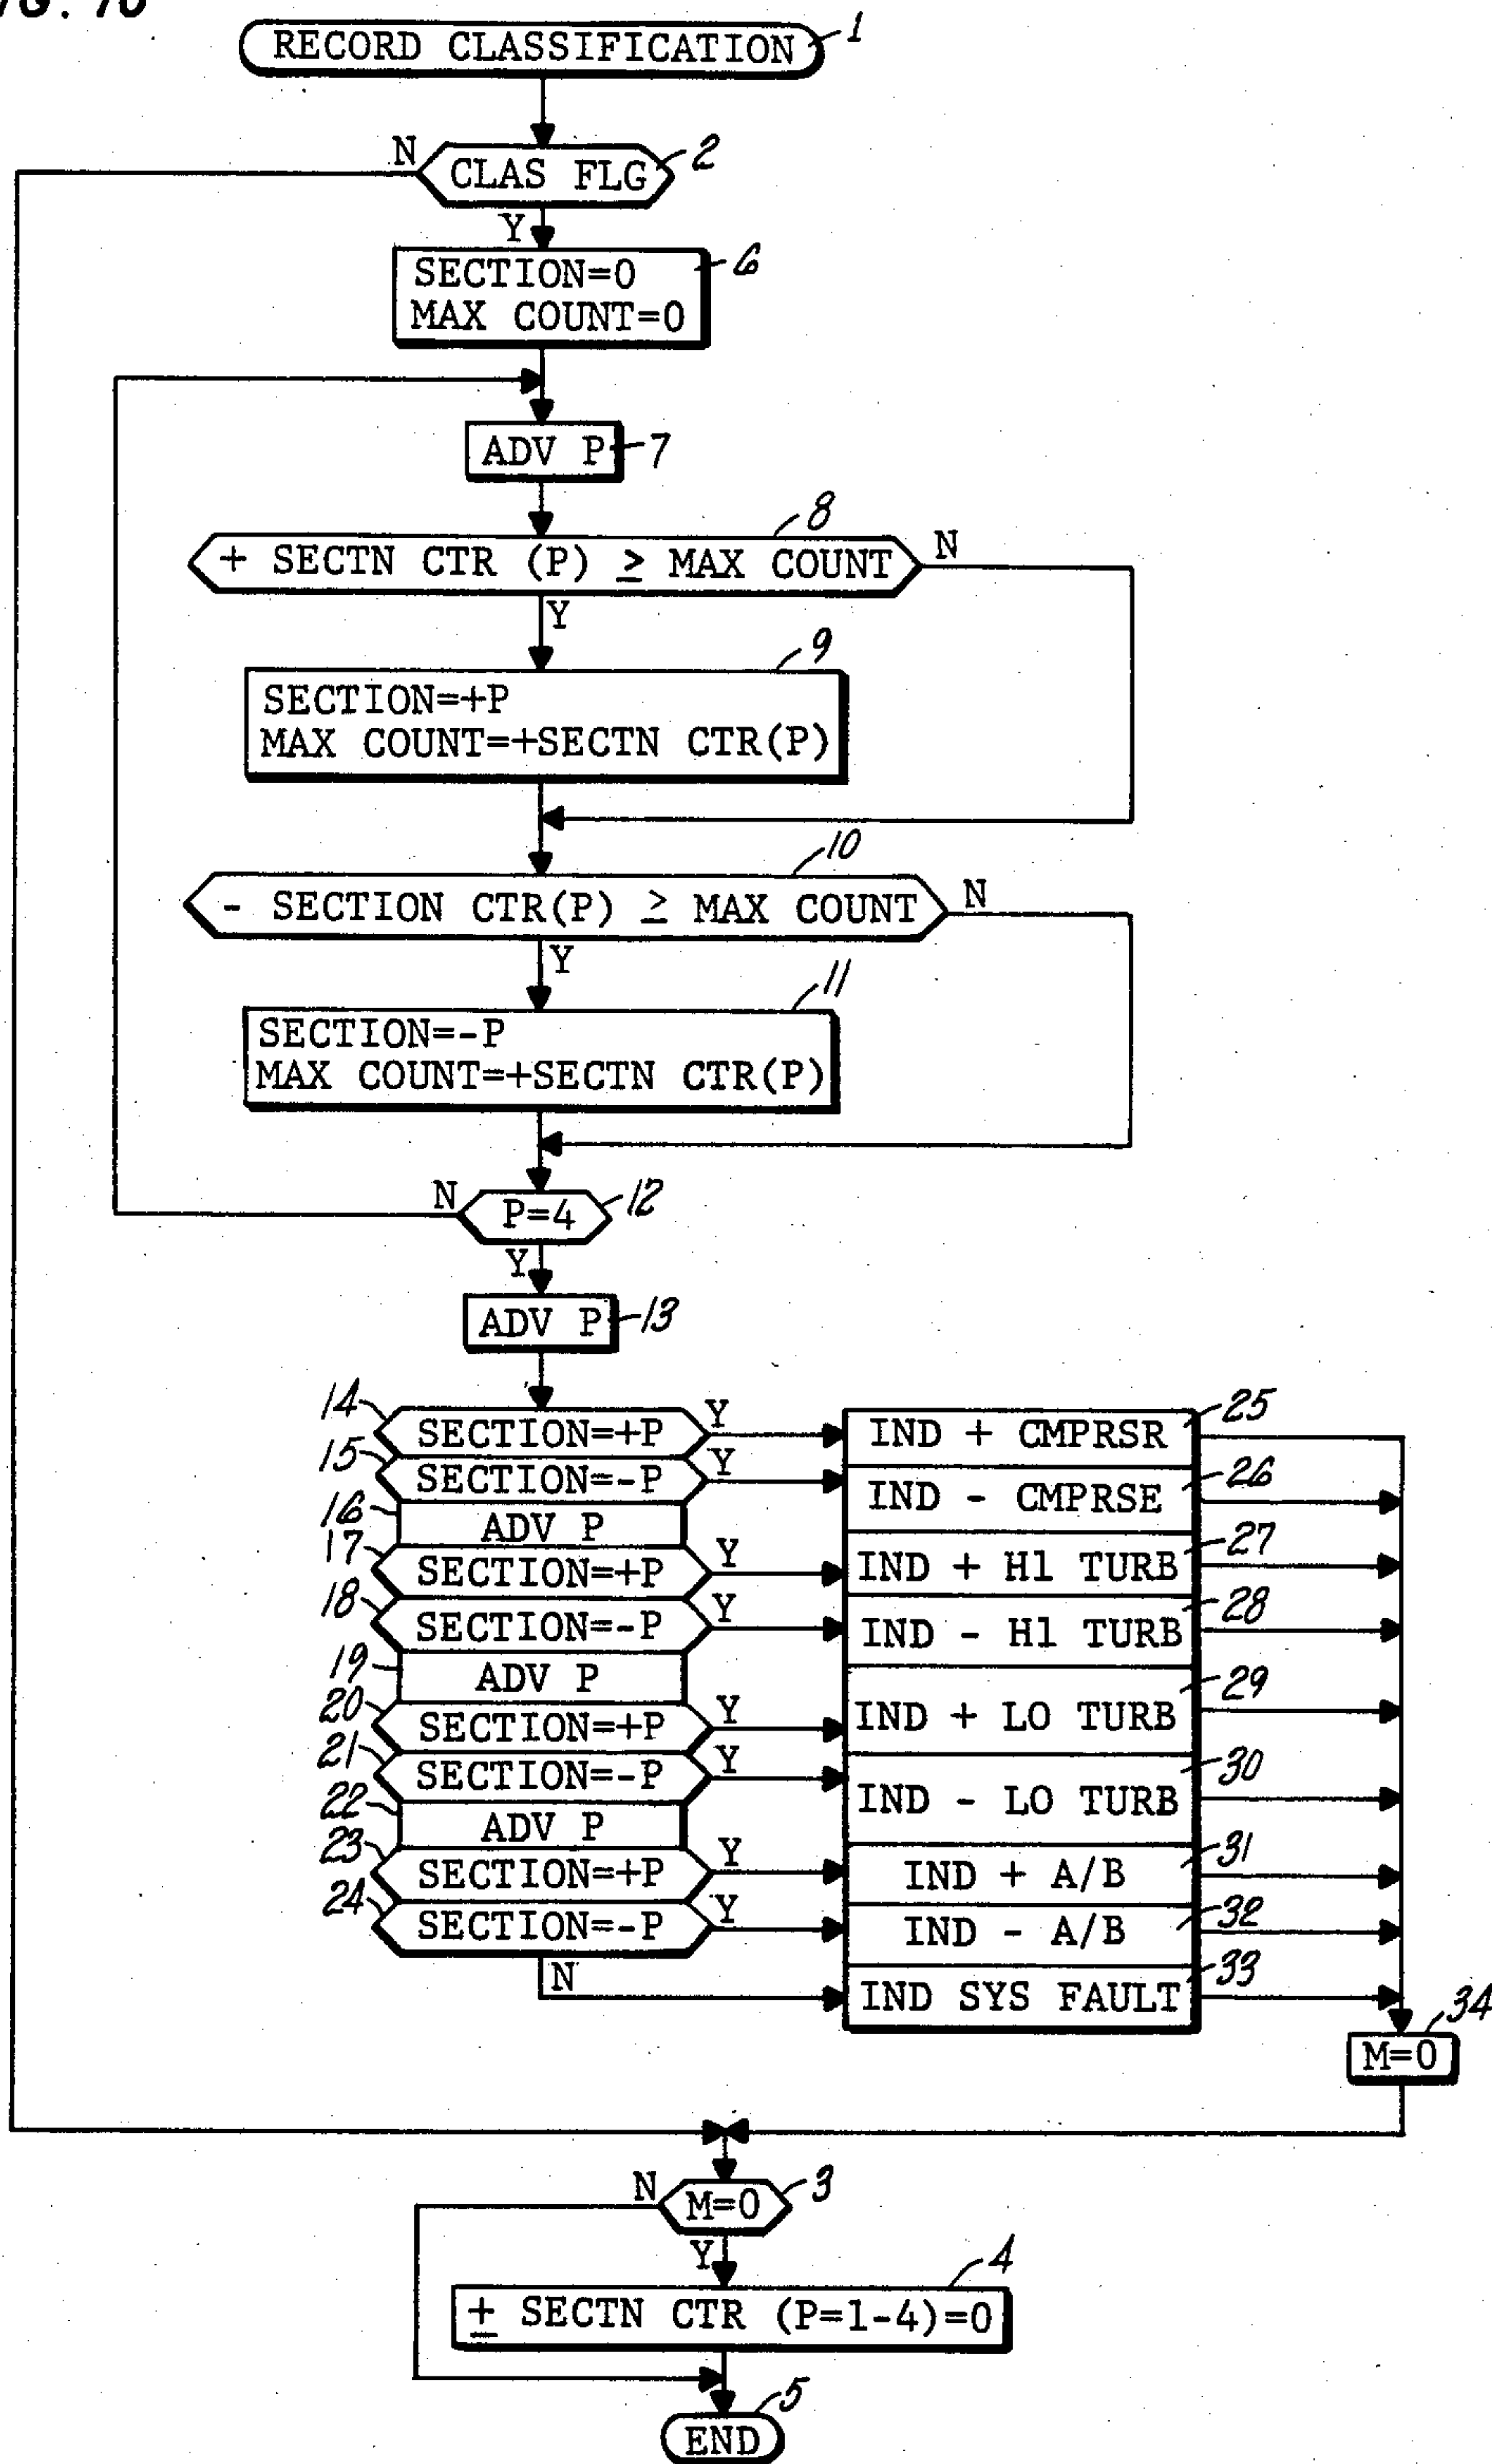 RECORD CLASSIFICATION 1
N CLAS FLG 2
Y
SECTION=0 6
MAX COUNT=0
ADV P 7
8
+ SECTN CTR (P) ≥ MAX COUNT N
Y
9
SECTION=+P
MAX COUNT=+SECTN CTR(P)
10
- SECTION CTR(P) ≥ MAX COUNT N
Y
11
SECTION=-P
MAX COUNT=+SECTN CTR(P)
N P=4 12
Y
ADV P 13
14 SECTION=+P Y IND + CMPRSR 25
15 SECTION=-P Y IND - CMPRSE 26
16 ADV P
17 SECTION=+P Y IND + H1 TURB 27
18 SECTION=-P Y IND - H1 TURB 28
19 ADV P
20 SECTION=+P Y IND + LO TURB 29
21 SECTION=-P Y IND - LO TURB 30
22 ADV P
23 SECTION=+P Y IND + A/B 31
24 SECTION=-P Y IND - A/B 32
N IND SYS FAULT 33
34
M=0
N M=0 3
Y
4
± SECTN CTR (P=1-4)=0
5
END